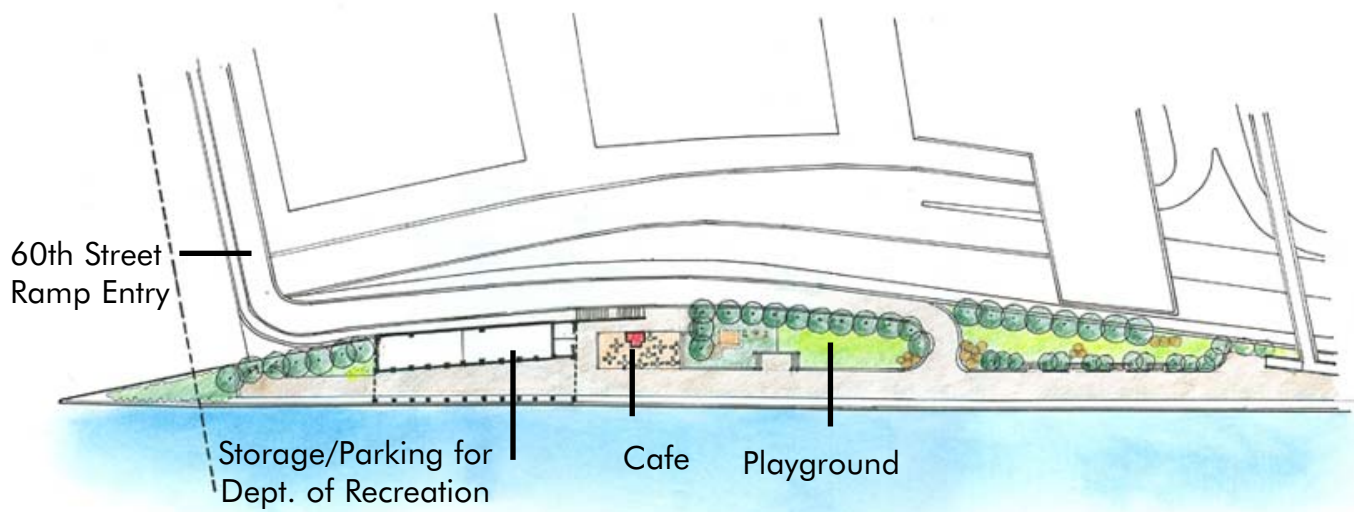 60th Street
Ramp Entry
Storage/Parking for
Dept. of Recreation
Cafe
Playground